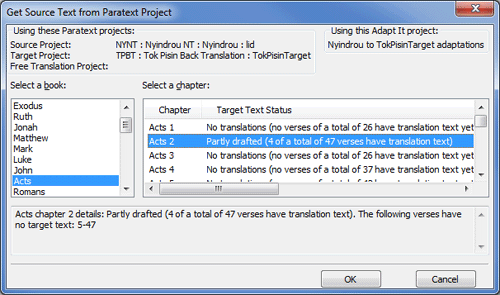 Get Source Text from Paratext Project
Using these Paratext projects:
Source Project: NYNT : Nyindrou NT : Nyindrou : lid
Target Project: TPBT : Tok Pisin Back Translation : TokPisinTarget
Free Translation Project:
Using this Adapt It project:
Nyindrou to TokPisinTarget adaptations
Select a book:
Exodus
Ruth
Jonah
Matthew
Mark
Luke
John
Acts
Romans
Select a chapter:
Chapter Target Text Status
Acts 1 No translations (no verses of a total of 26 have translation text yet
Acts 2 Partly drafted (4 of a total of 47 verses have translation text)
Acts 3 No translations (no verses of a total of 26 have translation text yet
Acts 4 No translations (no verses of a total of 37 have translation text yet
Acts chapter 2 details: Partly drafted (4 of a total of 47 verses have translation text). The following verses have
no target text: 5-47
OK Cancel